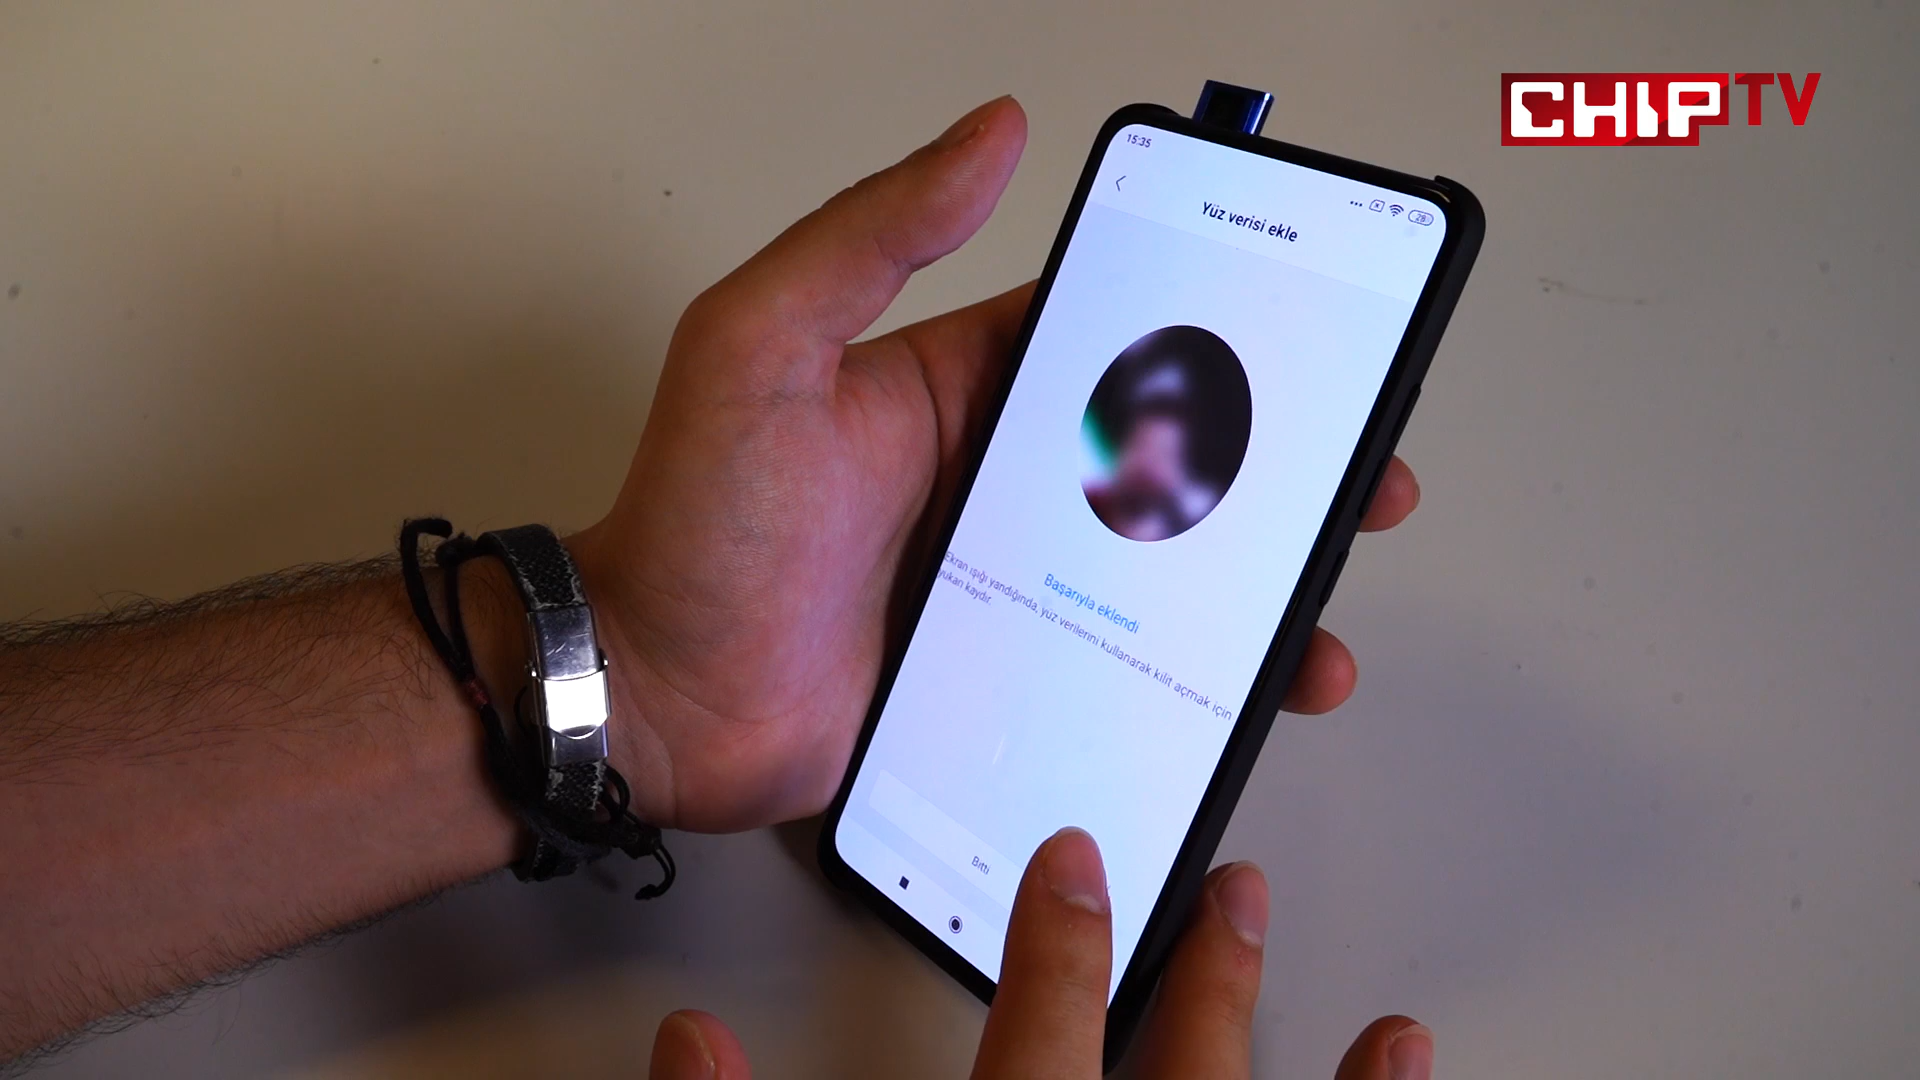 CHIP TV
15:35
28
Yüz verisi ekle
Başarıyla eklendi
Ekran ışığı yandığında, yüz verilerini kullanarak kilit açmak için
yukarı kaydır.
Bitti